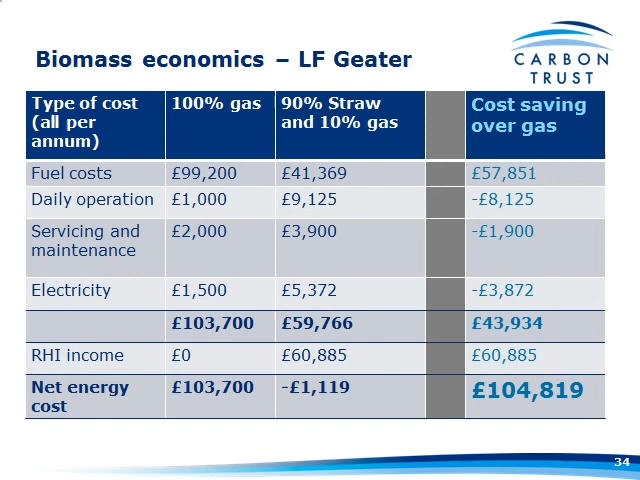 Biomass economics – LF Geater
CARBON
TRUST
Type of cost 100% gas 90% Straw Cost saving
(all per and 10% gas over gas
annum)
Fuel costs £99,200 £41,369 £57,851
Daily operation £1,000 £9,125 -£8,125
Servicing and £2,000 £3,900 -£1,900
maintenance
Electricity £1,500 £5,372 -£3,872
£103,700 £59,766 £43,934
RHI income £0 £60,885 £60,885
Net energy £103,700 -£1,119 £104,819
cost
34